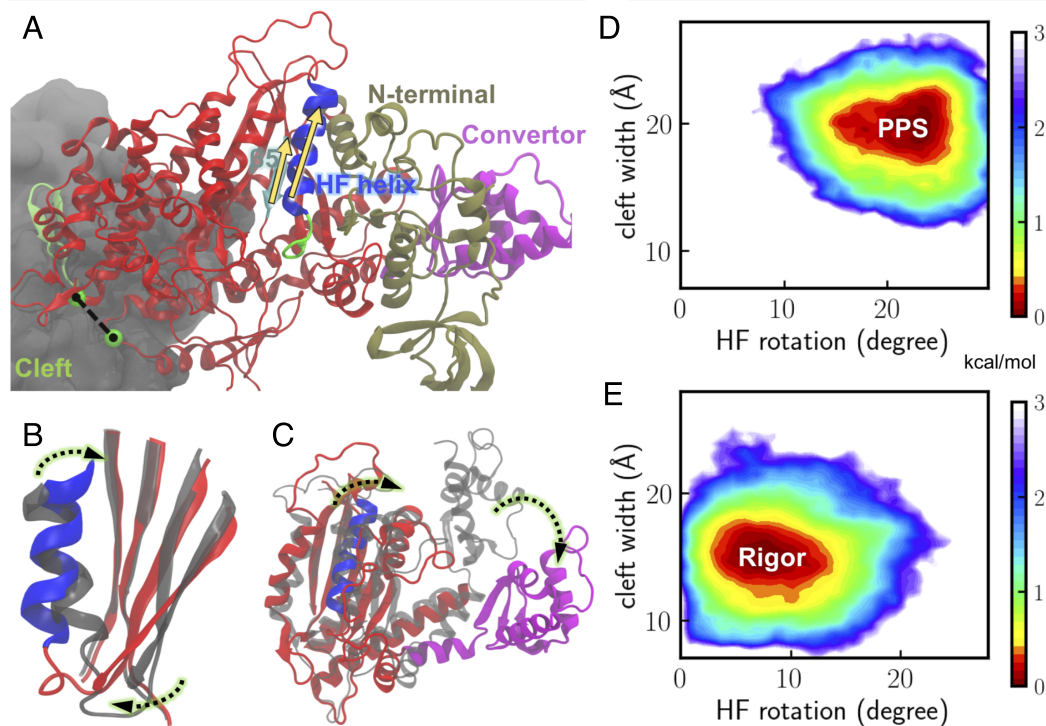 A
N-terminal
Convertor
β5
HF helix
Cleft
B
C
D
cleft width (Å)
20
10
0
10
20
HF rotation (degree)
PPS
3
2
1
0
kcal/mol
E
cleft width (Å)
20
10
0
10
20
HF rotation (degree)
Rigor
3
2
1
0